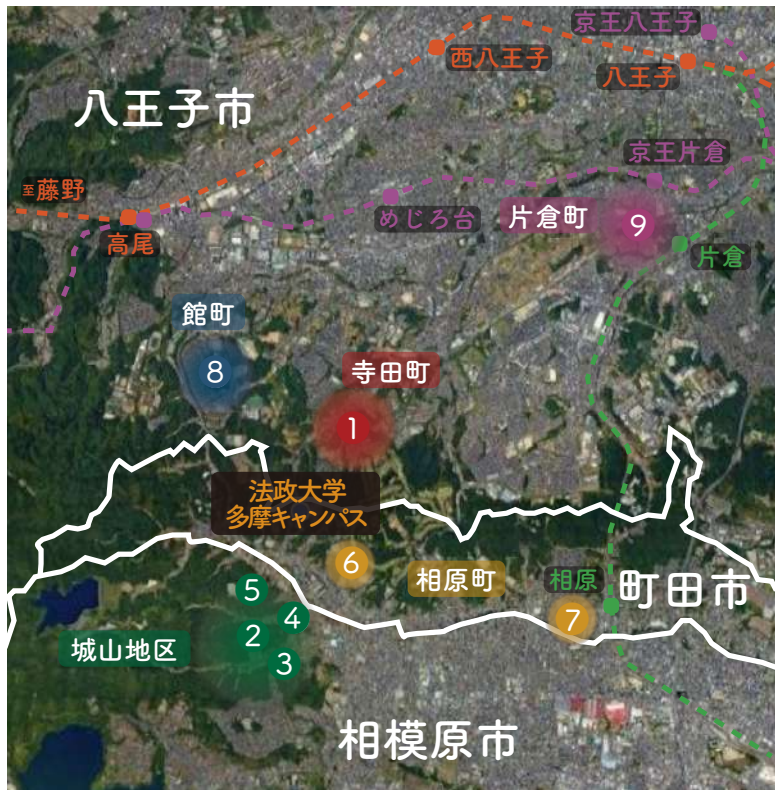 京王八王子
西八王子
八王子
八王子市
京王片倉
至藤野
めじろ台
片倉町
9
高尾
片倉
館町
8
寺田町
1
法政大学
多摩キャンパス
6
相原町
相原
町田市
5
4
7
2
城山地区
3
相模原市